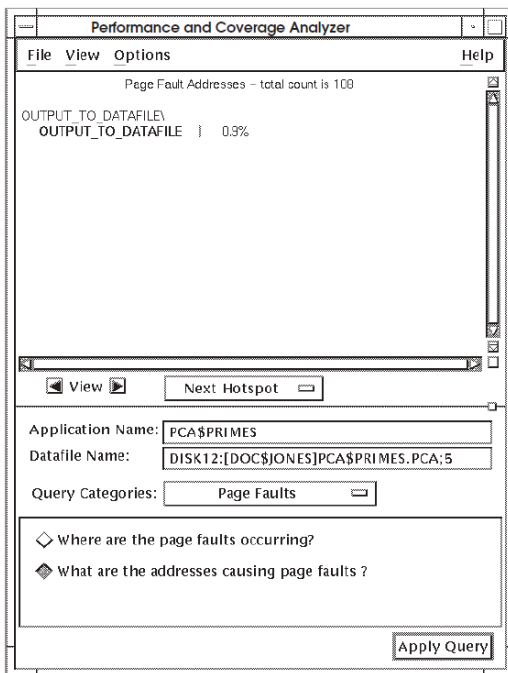 Performance and Coverage Analyzer
File View Options Help
Page Fault Addresses - total count is 108
OUTPUT_TO_DATAFILE\
OUTPUT_TO_DATAFILE | 0.9%
View Next Hotspot
Application Name: PCA$PRIMES
Datafile Name: DISK12:[DOC$JONES]PCA$PRIMES.PCA;5
Query Categories: Page Faults
Where are the page faults occurring?
What are the addresses causing page faults ?
Apply Query